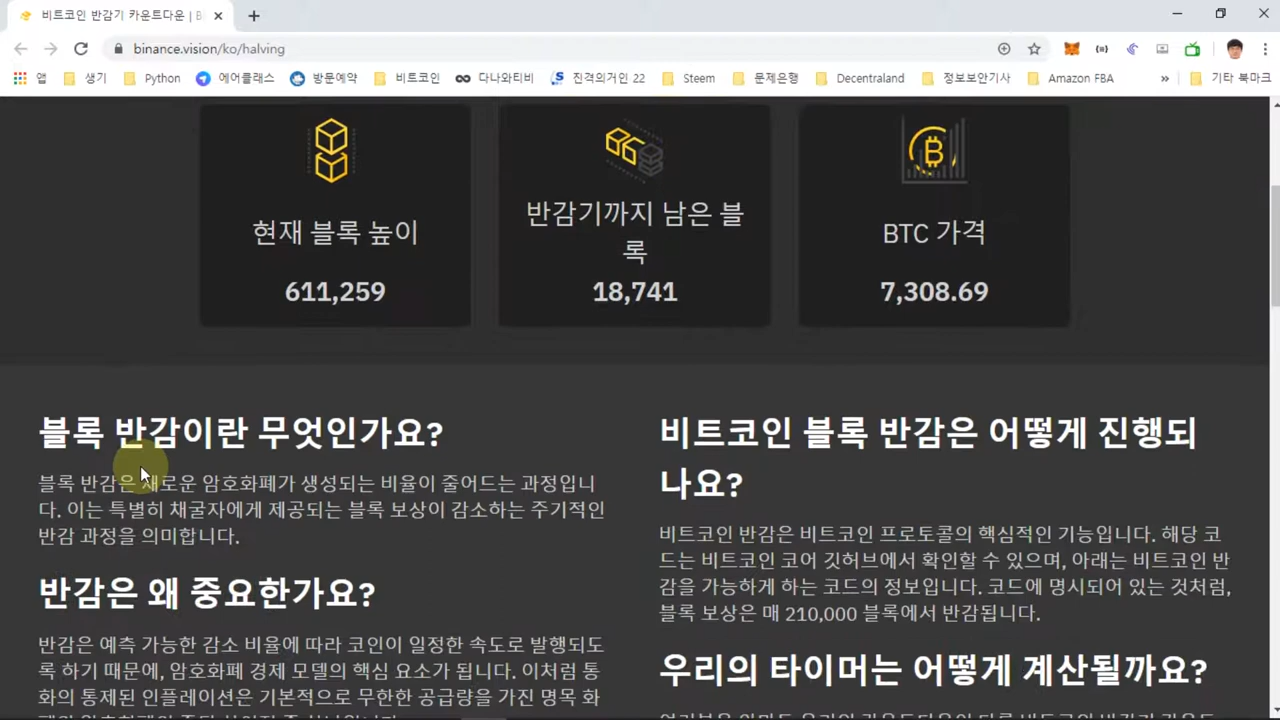 비트코인 반감기 카운트다운 | B
binance.vision/ko/halving
앱 생기 Python 에어클래스 방문예약 비트코인 다나와티비 진격의거인 22 Steem 문제은행 Decentraland 정보보안기사 Amazon FBA » 기타 북마크
현재 블록 높이
611,259
반감기까지 남은 블
록
18,741
BTC 가격
7,308.69
블록 반감이란 무엇인가요?
블록 반감은 새로운 암호화폐가 생성되는 비율이 줄어드는 과정입니
다. 이는 특별히 채굴자에게 제공되는 블록 보상이 감소하는 주기적인
반감 과정을 의미합니다.
반감은 왜 중요한가요?
반감은 예측 가능한 감소 비율에 따라 코인이 일정한 속도로 발행되도
록 하기 때문에, 암호화폐 경제 모델의 핵심 요소가 됩니다. 이처럼 통
화의 통제된 인플레이션은 기본적으로 무한한 공급량을 가진 명목 화
비트코인 블록 반감은 어떻게 진행되
나요?
비트코인 반감은 비트코인 프로토콜의 핵심적인 기능입니다. 해당 코
드는 비트코인 코어 깃허브에서 확인할 수 있으며, 아래는 비트코인 반
감을 가능하게 하는 코드의 정보입니다. 코드에 명시되어 있는 것처럼,
블록 보상은 매 210,000 블록에서 반감됩니다.
우리의 타이머는 어떻게 계산될까요?